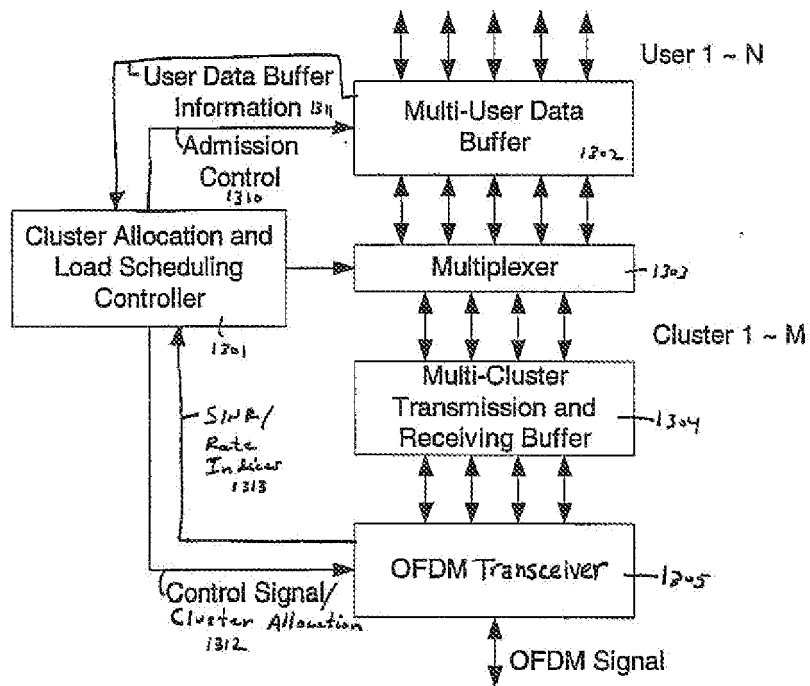 User 1 ~ N
User Data Buffer
Information 1311
Multi-User Data
Buffer
1302
Admission
Control
1310
Cluster Allocation and
Load Scheduling
Controller
1301
Multiplexer
1303
Cluster 1 ~ M
Multi-Cluster
Transmission and
Receiving Buffer
1304
SINR/
Rate
Indices
1313
OFDM Transceiver
1305
Control Signal/
Cluster Allocation
1312
OFDM Signal